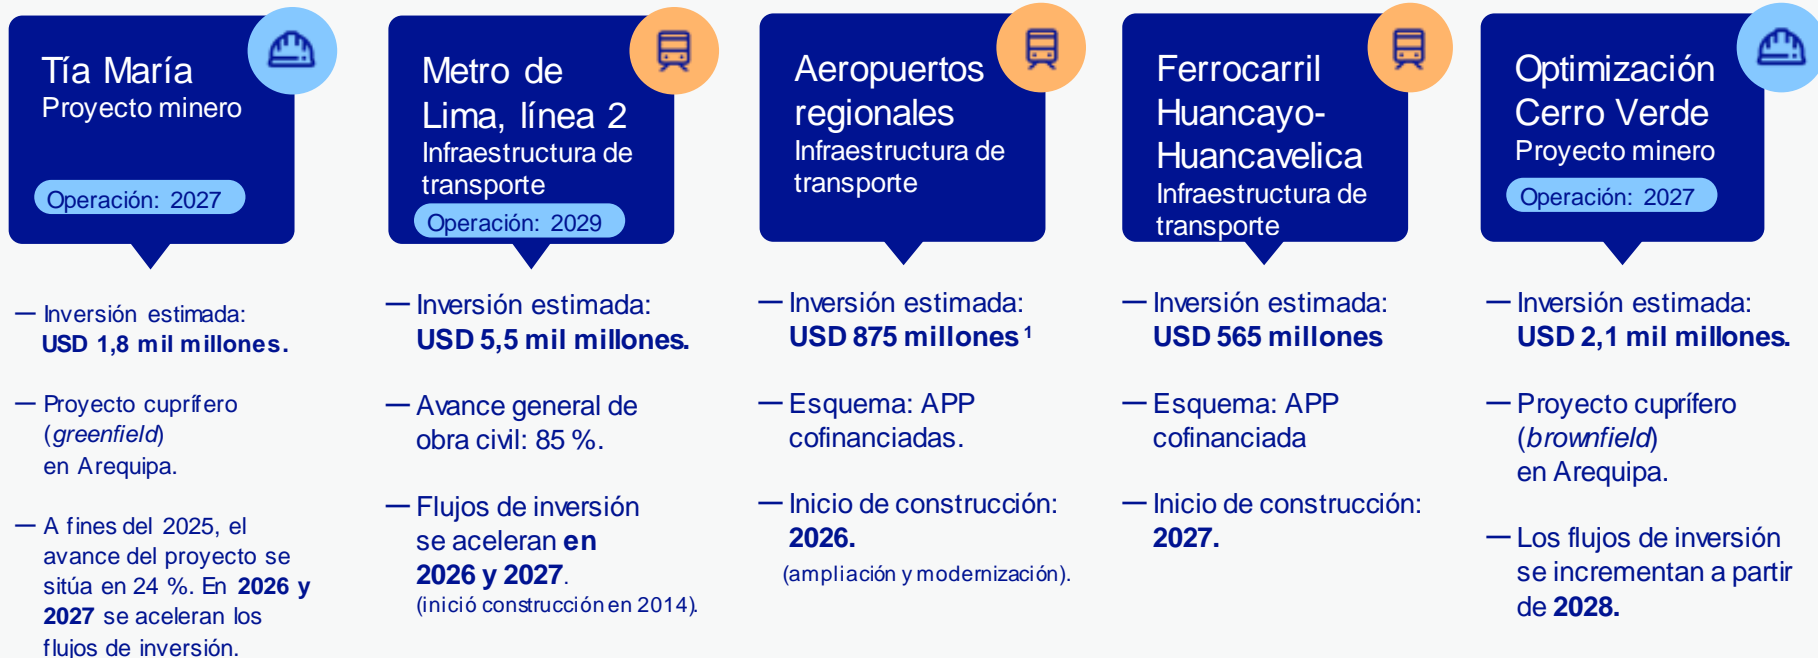 Tía María
Proyecto minero
Operación: 2027
— Inversión estimada:
USD 1,8 mil millones.
— Proyecto cuprífero
(greenfield)
en Arequipa.
— A fines del 2025, el
avance del proyecto se
sitúa en 24 %. En 2026 y
2027 se aceleran los
flujos de inversión.
Metro de
Lima, línea 2
Infraestructura de
transporte
Operación: 2029
— Inversión estimada:
USD 5,5 mil millones.
— Avance general de
obra civil: 85 %.
— Flujos de inversión
se aceleran en
2026 y 2027.
(inició construcción en 2014).
Aeropuertos
regionales
Infraestructura de
transporte
— Inversión estimada:
USD 875 millones ¹
— Esquema: APP
cofinanciadas.
— Inicio de construcción:
2026.
(ampliación y modernización).
Ferrocarril
Huancayo-
Huancavelica
Infraestructura de
transporte
— Inversión estimada:
USD 565 millones
— Esquema: APP
cofinanciada
— Inicio de construcción:
2027.
Optimización
Cerro Verde
Proyecto minero
Operación: 2027
— Inversión estimada:
USD 2,1 mil millones.
— Proyecto cuprífero
(brownfield)
en Arequipa.
— Los flujos de inversión
se incrementan a partir
de 2028.